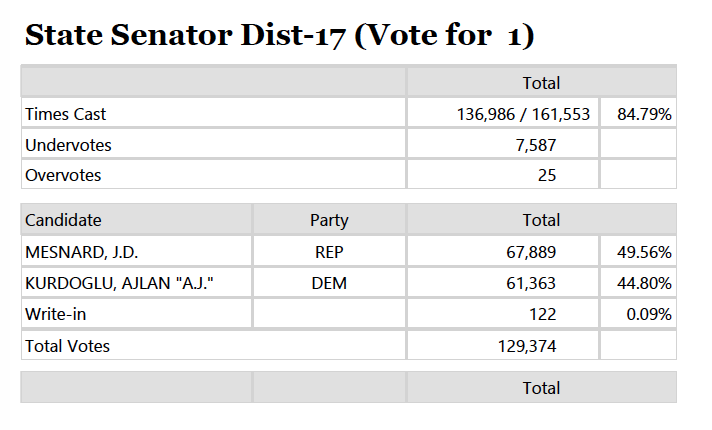 State Senator Dist-17 (Vote for 1)
Total
Times Cast 136,986 / 161,553 84.79%
Undervotes 7,587
Overvotes 25
Candidate Party Total
MESNARD, J.D. REP 67,889 49.56%
KURDOGLU, AJLAN "A.J." DEM 61,363 44.80%
Write-in 122 0.09%
Total Votes 129,374
Total